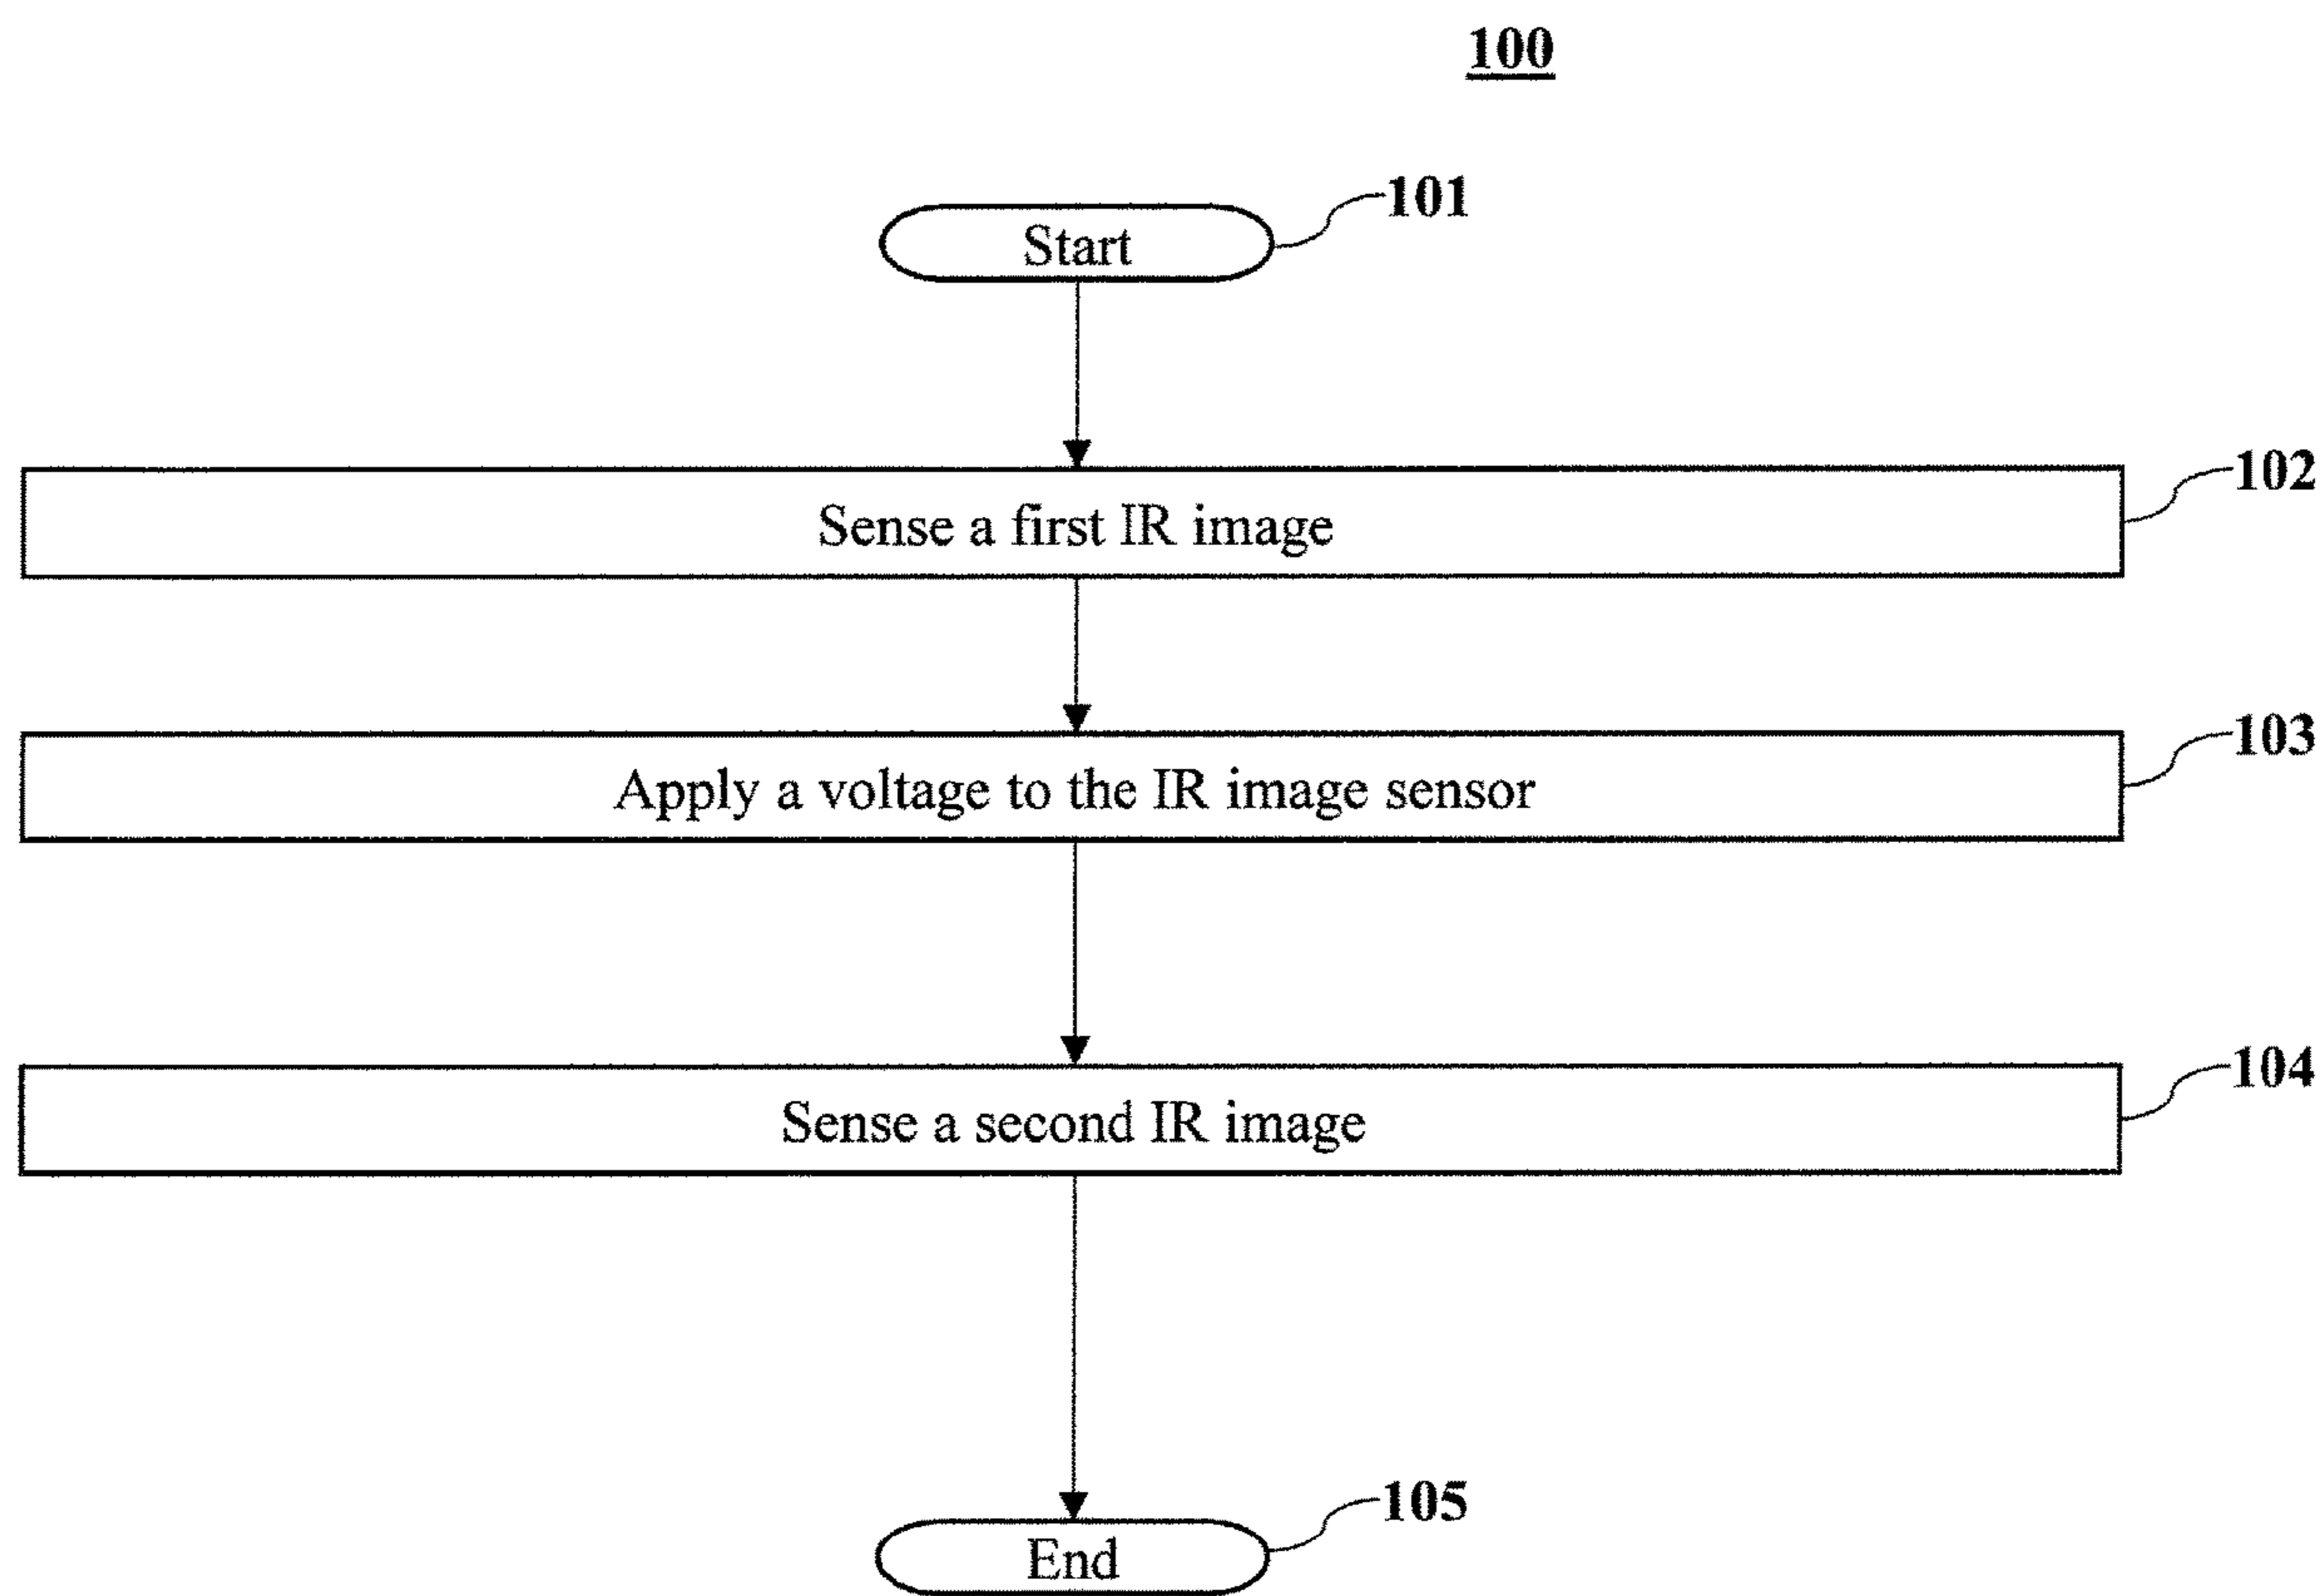 100
101
Start
102
Sense a first IR image
103
Apply a voltage to the IR image sensor
104
Sense a second IR image
105
End